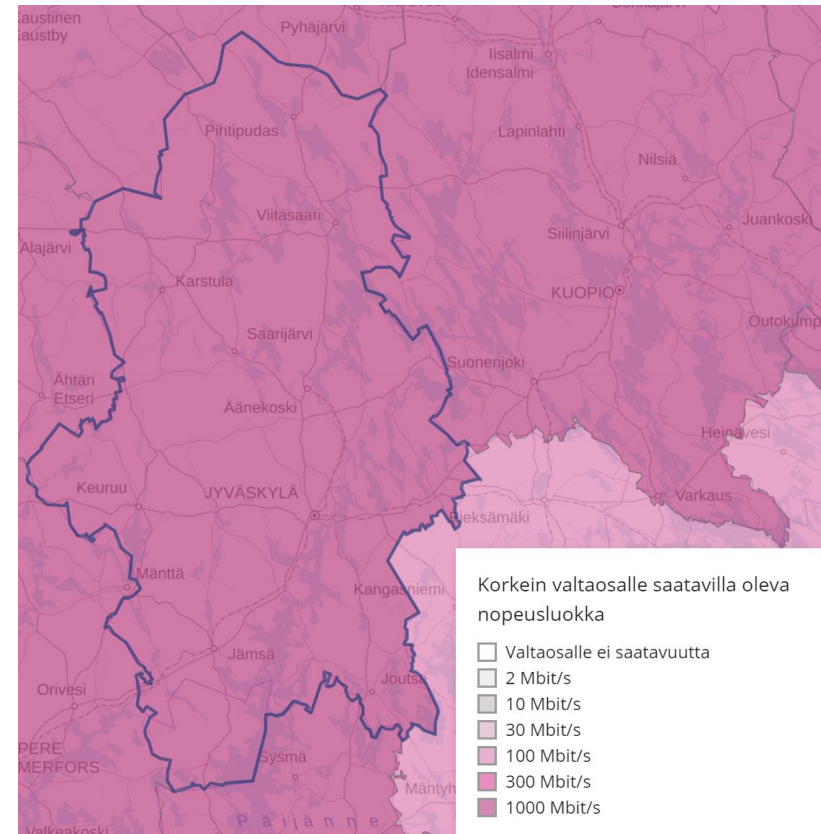 Kaustinen
Kaustby
Pyhäjärvi
Iisalmi
Idensalmi
Pihtipudas
Lapinlahti
Nilsiä
Viitasaari
Juankoski
Siilinjärvi
Alajärvi
Karstula
KUOPIO
Outokump
Saarijärvi
Suonenjoki
Ähtäri
Etseri
Äänekoski
Heinävesi
Keuruu
JYVÄSKYLÄ
Varkaus
Pieksämäki
Mänttä
Kangasniemi
Korkein valtaosalle saatavilla oleva
nopeusluokka
Valtaosalle ei saatavuutta
2 Mbit/s
10 Mbit/s
30 Mbit/s
100 Mbit/s
300 Mbit/s
1000 Mbit/s
Jämsä
Joutsa
Orivesi
PERE
MERFORS
Sysmä
Mäntyh
Päijänne
Valkeakoski